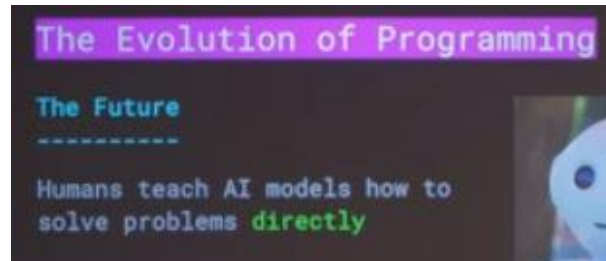 The Evolution of Programming
The Future
----------
Humans teach AI models how to
solve problems directly